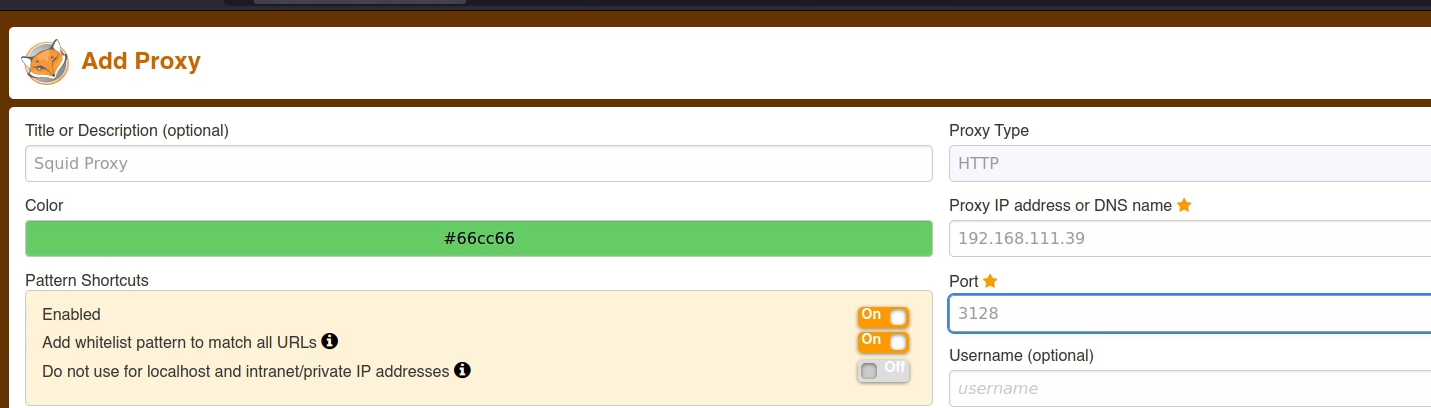 Add Proxy
Title or Description (optional)
Squid Proxy
Color
#66cc66
Pattern Shortcuts
Enabled
On
Add whitelist pattern to match all URLs
On
Do not use for localhost and intranet/private IP addresses
Off
Proxy Type
HTTP
Proxy IP address or DNS name
192.168.111.39
Port
3128
Username (optional)
username